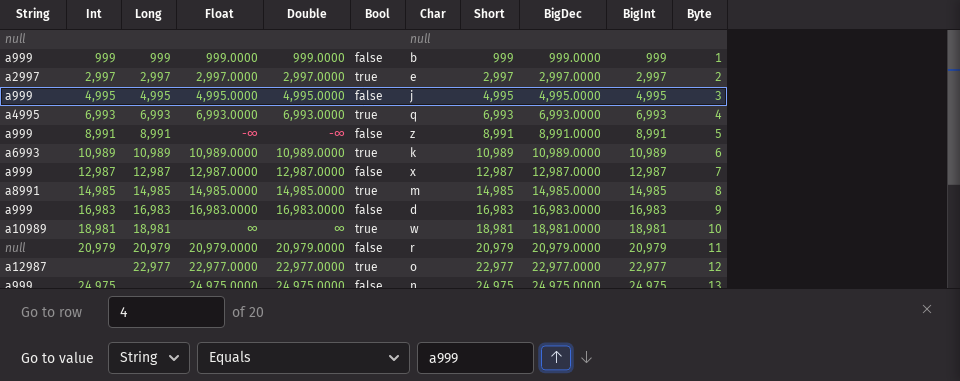 String Int Long Float Double Bool Char Short BigDec BigInt Byte
null null
a999 999 999 999.0000 999.0000 false b 999 999.0000 999 1
a2997 2,997 2,997 2,997.0000 2,997.0000 true e 2,997 2,997.0000 2,997 2
a999 4,995 4,995 4,995.0000 4,995.0000 false j 4,995 4,995.0000 4,995 3
a4995 6,993 6,993 6,993.0000 6,993.0000 true q 6,993 6,993.0000 6,993 4
a999 8,991 8,991 -∞ -∞ false z 8,991 8,991.0000 8,991 5
a6993 10,989 10,989 10,989.0000 10,989.0000 true k 10,989 10,989.0000 10,989 6
a999 12,987 12,987 12,987.0000 12,987.0000 false x 12,987 12,987.0000 12,987 7
a8991 14,985 14,985 14,985.0000 14,985.0000 true m 14,985 14,985.0000 14,985 8
a999 16,983 16,983 16,983.0000 16,983.0000 false d 16,983 16,983.0000 16,983 9
a10989 18,981 18,981 ∞ ∞ true w 18,981 18,981.0000 18,981 10
null 20,979 20,979 20,979.0000 20,979.0000 false r 20,979 20,979.0000 20,979 11
a12987 22,977 22,977.0000 22,977.0000 true o 22,977 22,977.0000 22,977 12
a999 24,975 24,975.0000 24,975.0000 false n 24,975 24,975.0000 24,975 13
Go to row 4 of 20
Go to value String Equals a999